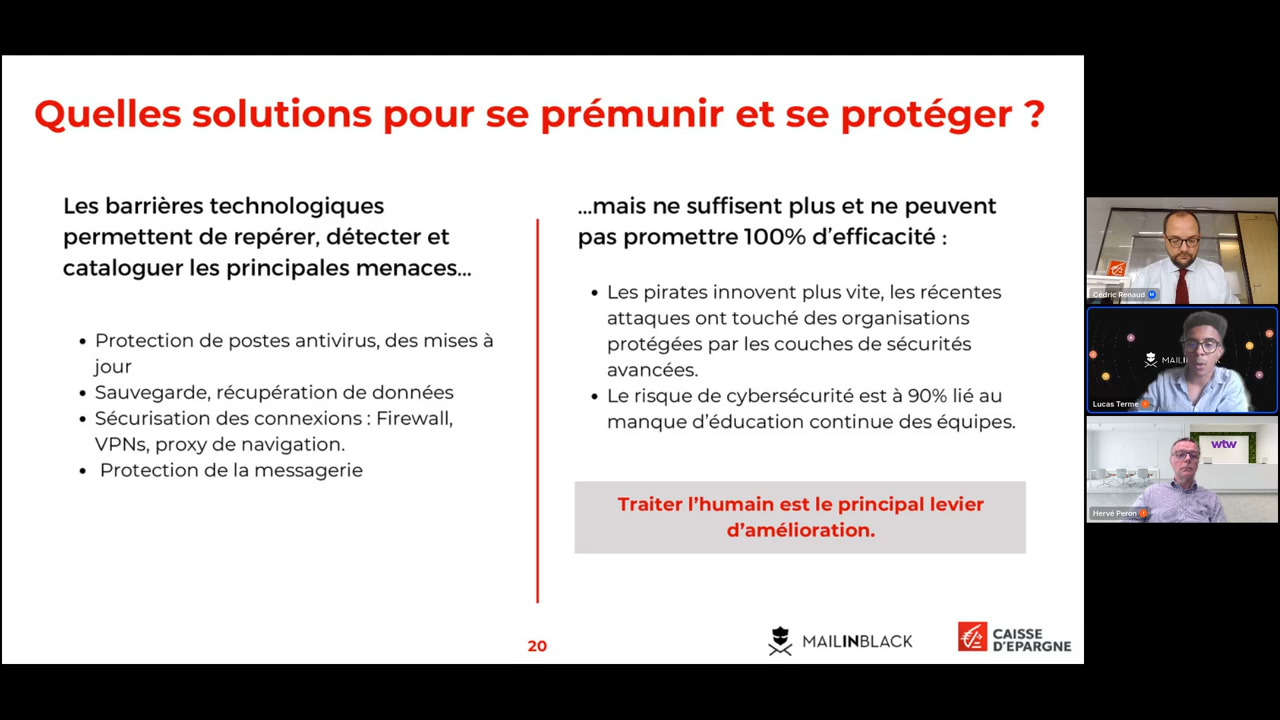 Quelles solutions pour se prémunir et se protéger ?
Les barrières technologiques
permettent de repérer, détecter et
cataloguer les principales menaces...
• Protection de postes antivirus, des mises à
jour
• Sauvegarde, récupération de données
• Sécurisation des connexions : Firewall,
VPNs, proxy de navigation.
• Protection de la messagerie
...mais ne suffisent plus et ne peuvent
pas promettre 100% d’efficacité :
• Les pirates innovent plus vite, les récentes
attaques ont touché des organisations
protégées par les couches de sécurités
avancées.
• Le risque de cybersécurité est à 90% lié au
manque d’éducation continue des équipes.
Traiter l’humain est le principal levier
d’amélioration.
20
MAILINBLACK
CAISSE
D’EPARGNE
Cédric Renaud
Lucas Terme
wtw
Hervé Peron